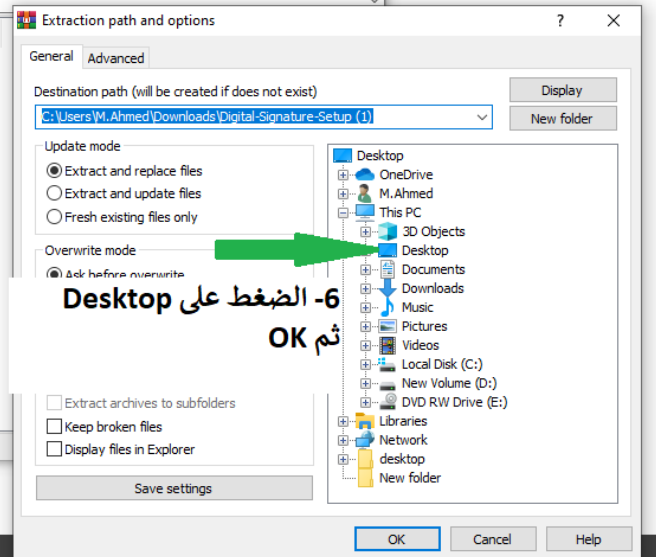 Extraction path and options
General
Advanced
Destination path (will be created if does not exist)
Display
C:\Users\M.Ahmed\Downloads\Digital-Signature-Setup (1)
New folder
Update mode
Extract and replace files
Extract and update files
Fresh existing files only
Overwrite mode
Ask before overwrite
6- الضغط على Desktop
ثم OK
Extract archives to subfolders
Keep broken files
Display files in Explorer
Save settings
Desktop
OneDrive
M.Ahmed
This PC
3D Objects
Desktop
Documents
Downloads
Music
Pictures
Videos
Local Disk (C:)
New Volume (D:)
DVD RW Drive (E:)
Libraries
Network
desktop
New folder
OK
Cancel
Help